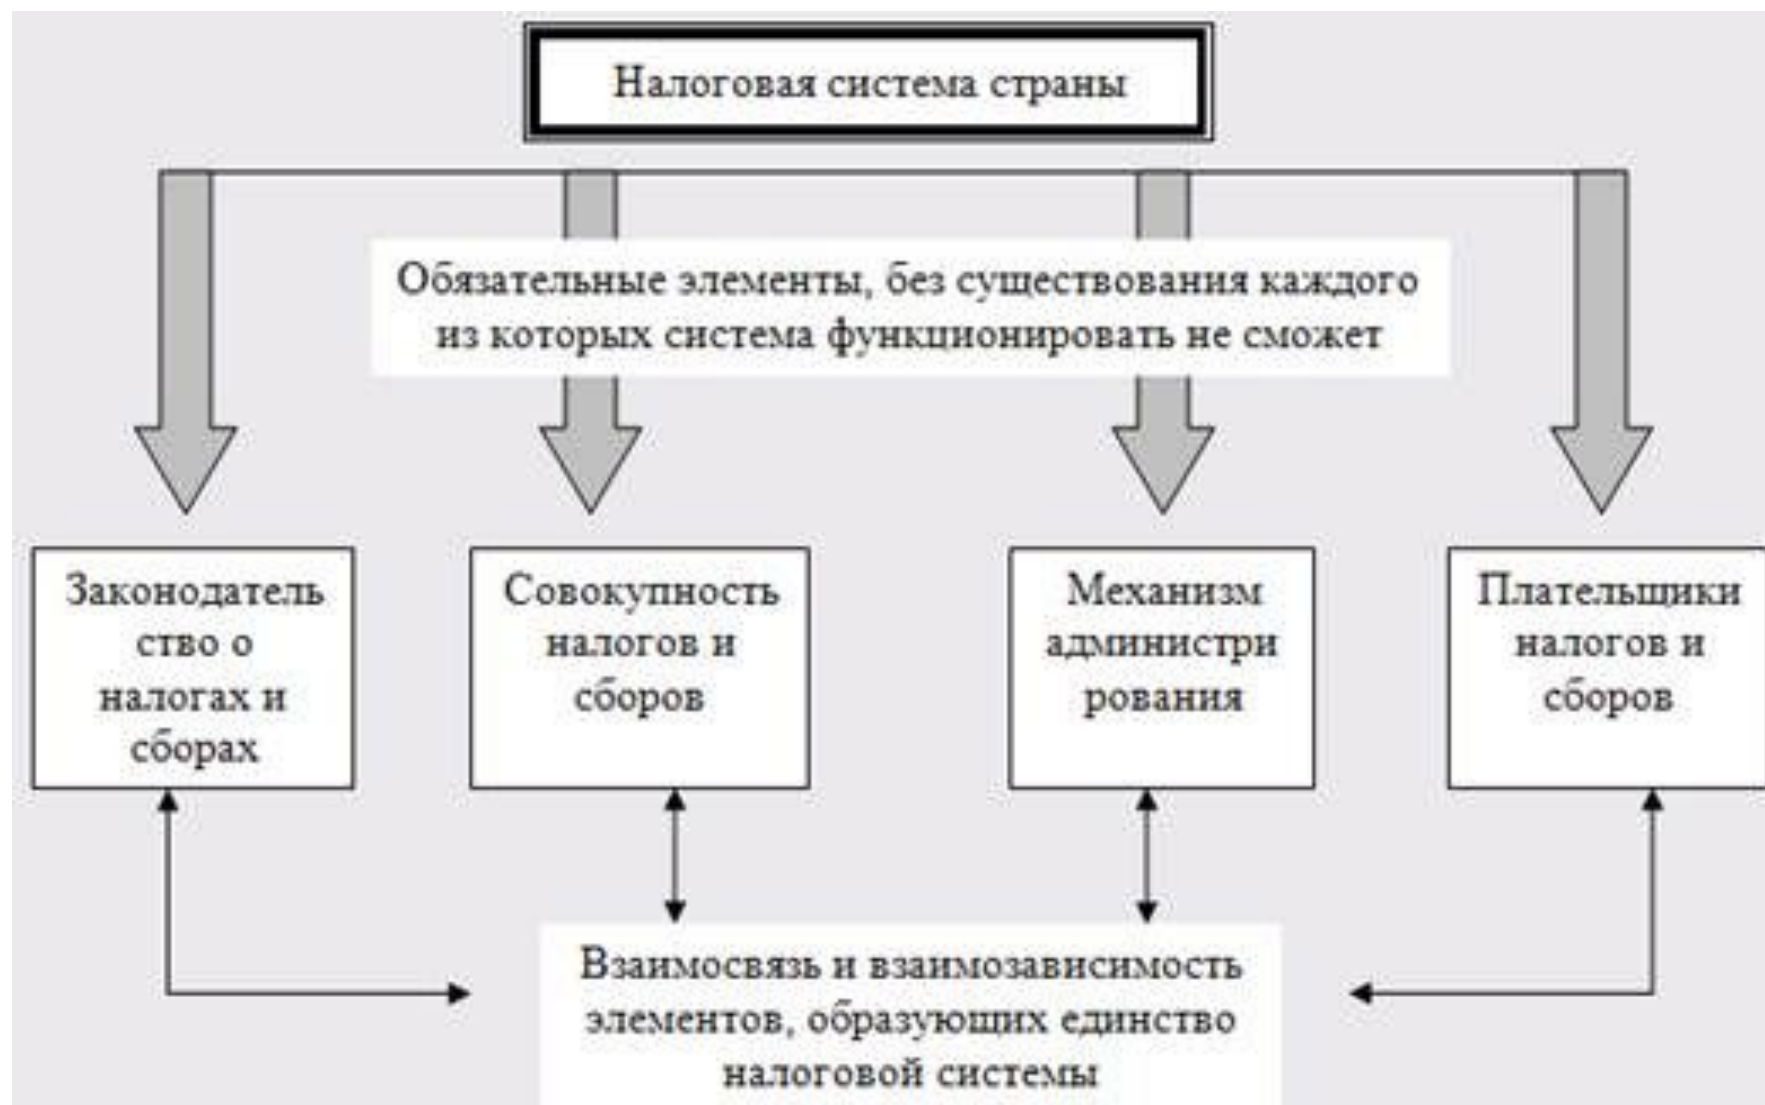 Налоговая система страны
Обязательные элементы, без существования каждого
из которых система функционировать не сможет
Законодатель
ство о
налогах и
сборах
Совокупность
налогов и
сборов
Механизм
администри
рования
Плательщики
налогов и
сборов
Взаимосвязь и взаимозависимость
элементов, образующих единство
налоговой системы